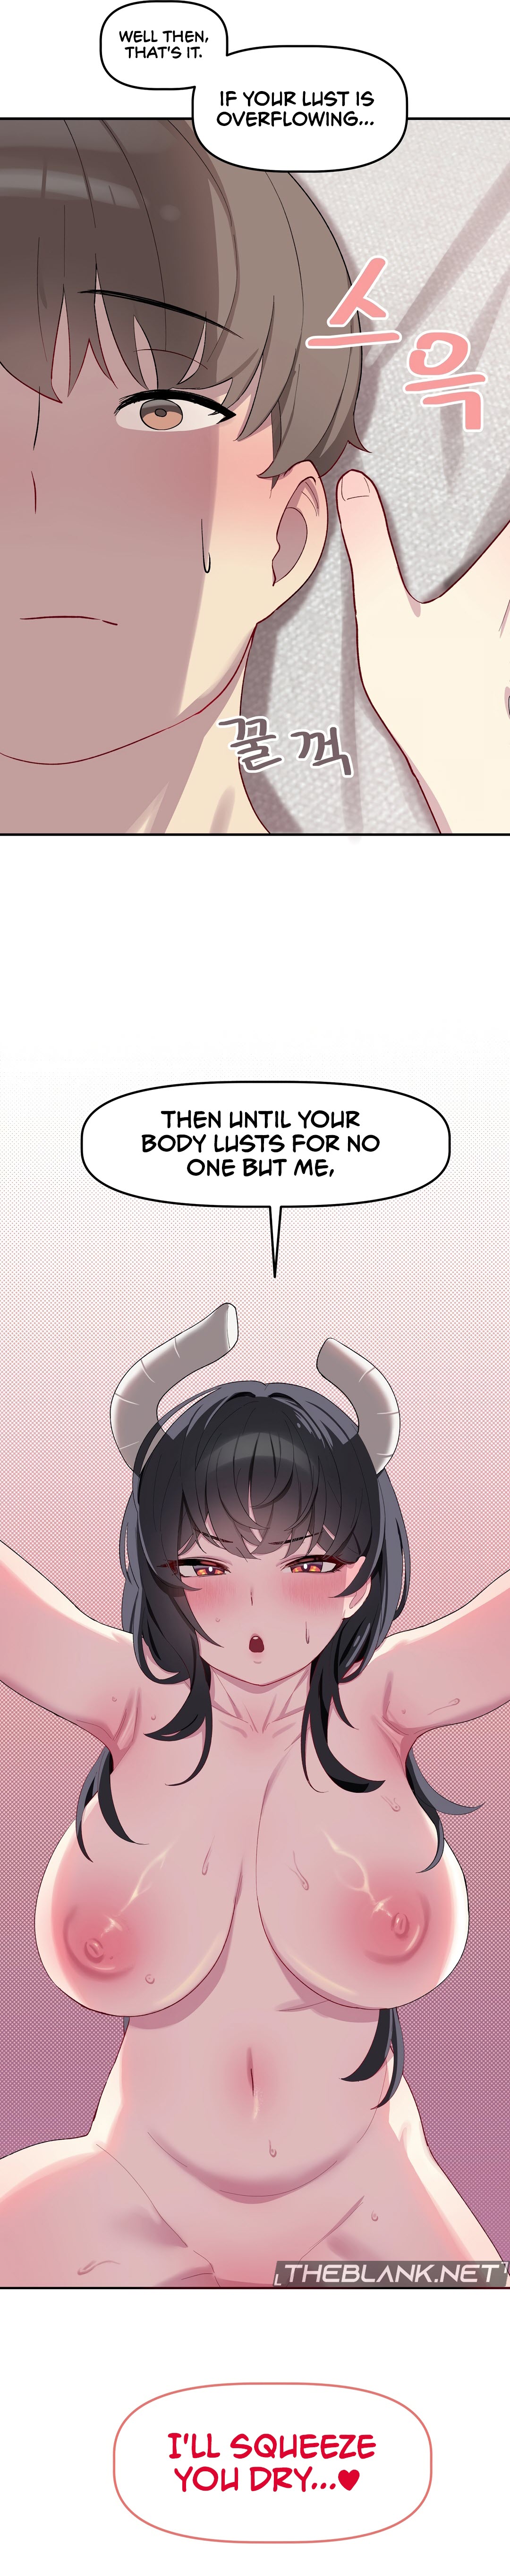 WELL THEN,
THAT'S IT.
IF YOUR LUST IS
OVERFLOWING...
스윽
꿀꺽
THEN UNTIL YOUR
BODY LUSTS FOR NO
ONE BUT ME,
THEBLANK.NET
I'LL SQUEEZE
YOU DRY...♥